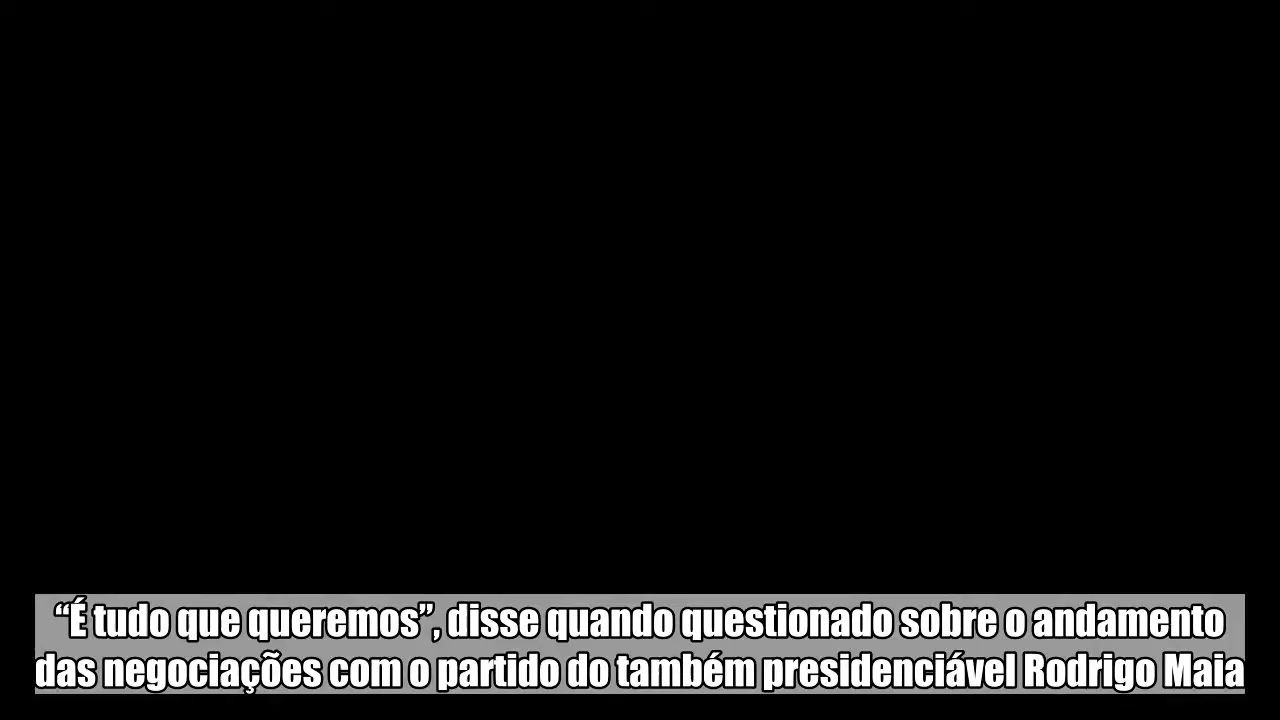 “É tudo que queremos”, disse quando questionado sobre o andamento
das negociações com o partido do também presidenciável Rodrigo Maia